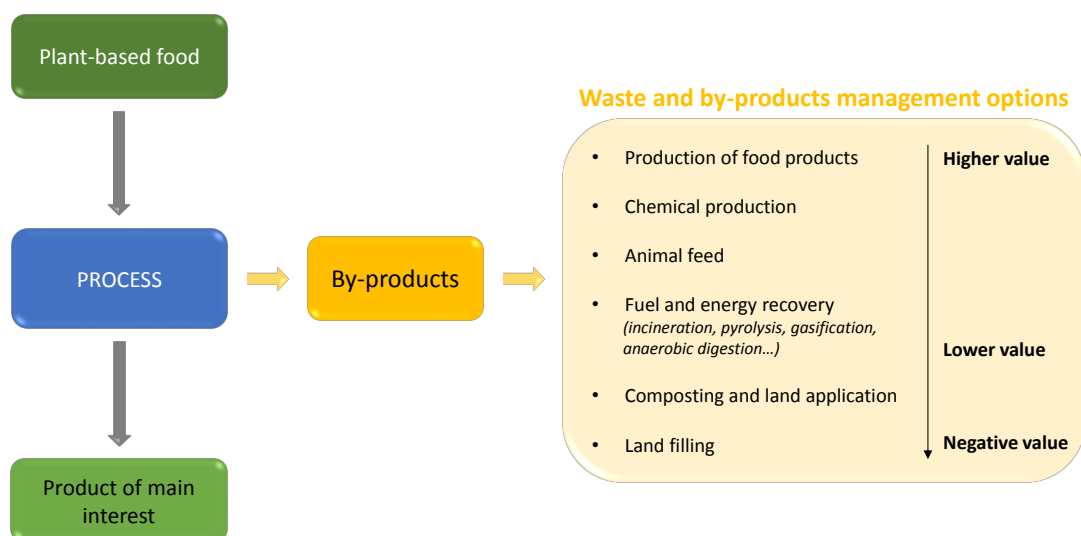 Plant-based food
PROCESS
Product of main
interest
By-products
Waste and by-products management options
• Production of food products
• Chemical production
• Animal feed
• Fuel and energy recovery
(incineration, pyrolysis, gasification,
anaerobic digestion…)
• Composting and land application
• Land filling
Higher value
Lower value
Negative value